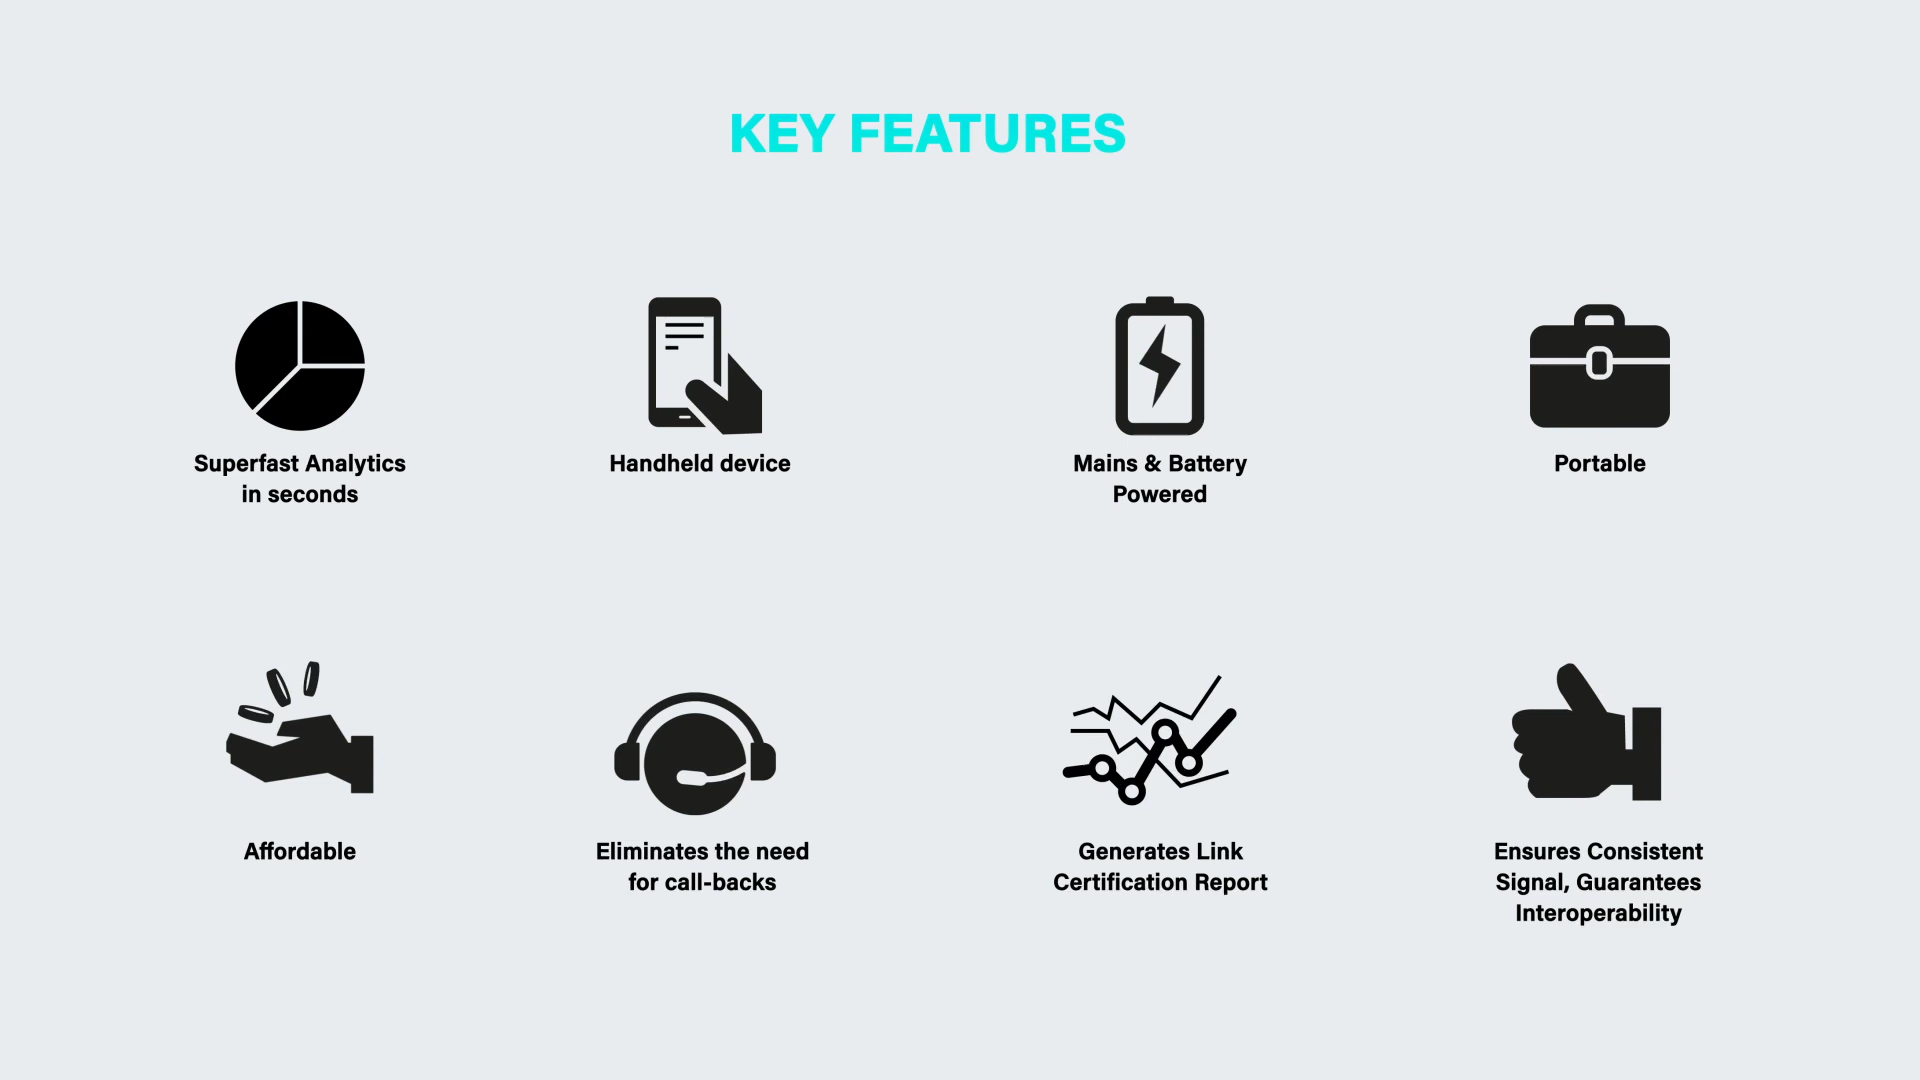 KEY FEATURES
Superfast Analytics
in seconds
Handheld device
Mains & Battery
Powered
Portable
Affordable
Eliminates the need
for call-backs
Generates Link
Certification Report
Ensures Consistent
Signal, Guarantees
Interoperability